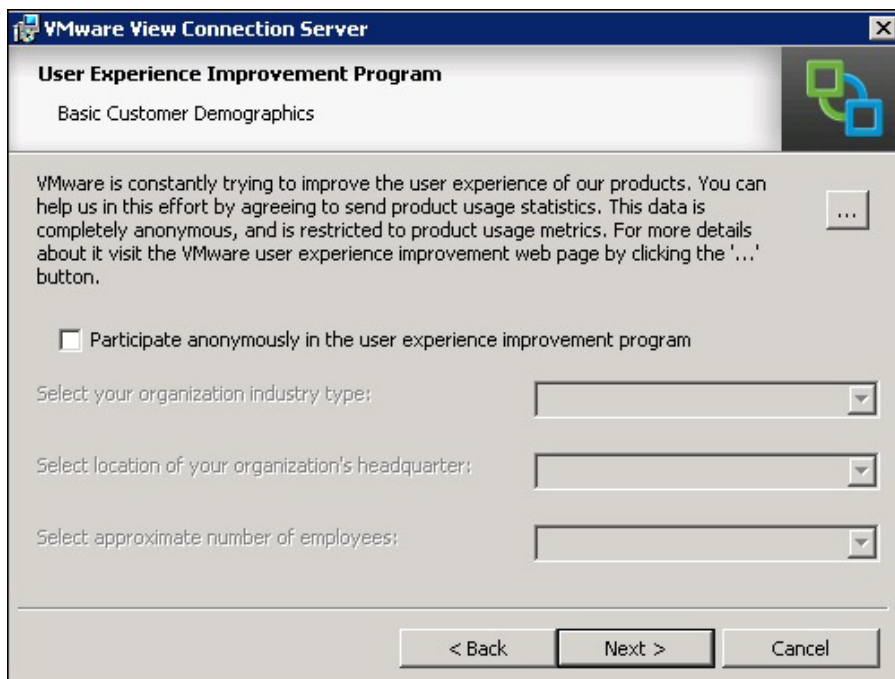 VMware View Connection Server
User Experience Improvement Program
Basic Customer Demographics
VMware is constantly trying to improve the user experience of our products. You can
help us in this effort by agreeing to send product usage statistics. This data is
completely anonymous, and is restricted to product usage metrics. For more details
about it visit the VMware user experience improvement web page by clicking the '...'
button.
...
Participate anonymously in the user experience improvement program
Select your organization industry type:
Select location of your organization's headquarter:
Select approximate number of employees:
< Back Next > Cancel